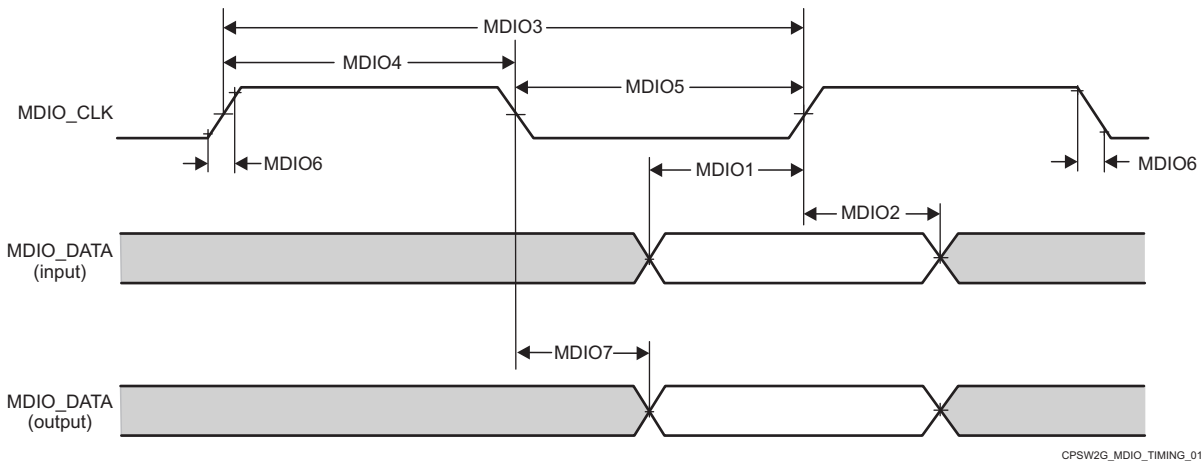 MDIO3
MDIO4
MDIO5
MDIO_CLK
MDIO6
MDIO1
MDIO6
MDIO2
MDIO_DATA
(input)
MDIO7
MDIO_DATA
(output)
CPSW2G_MDIO_TIMING_01